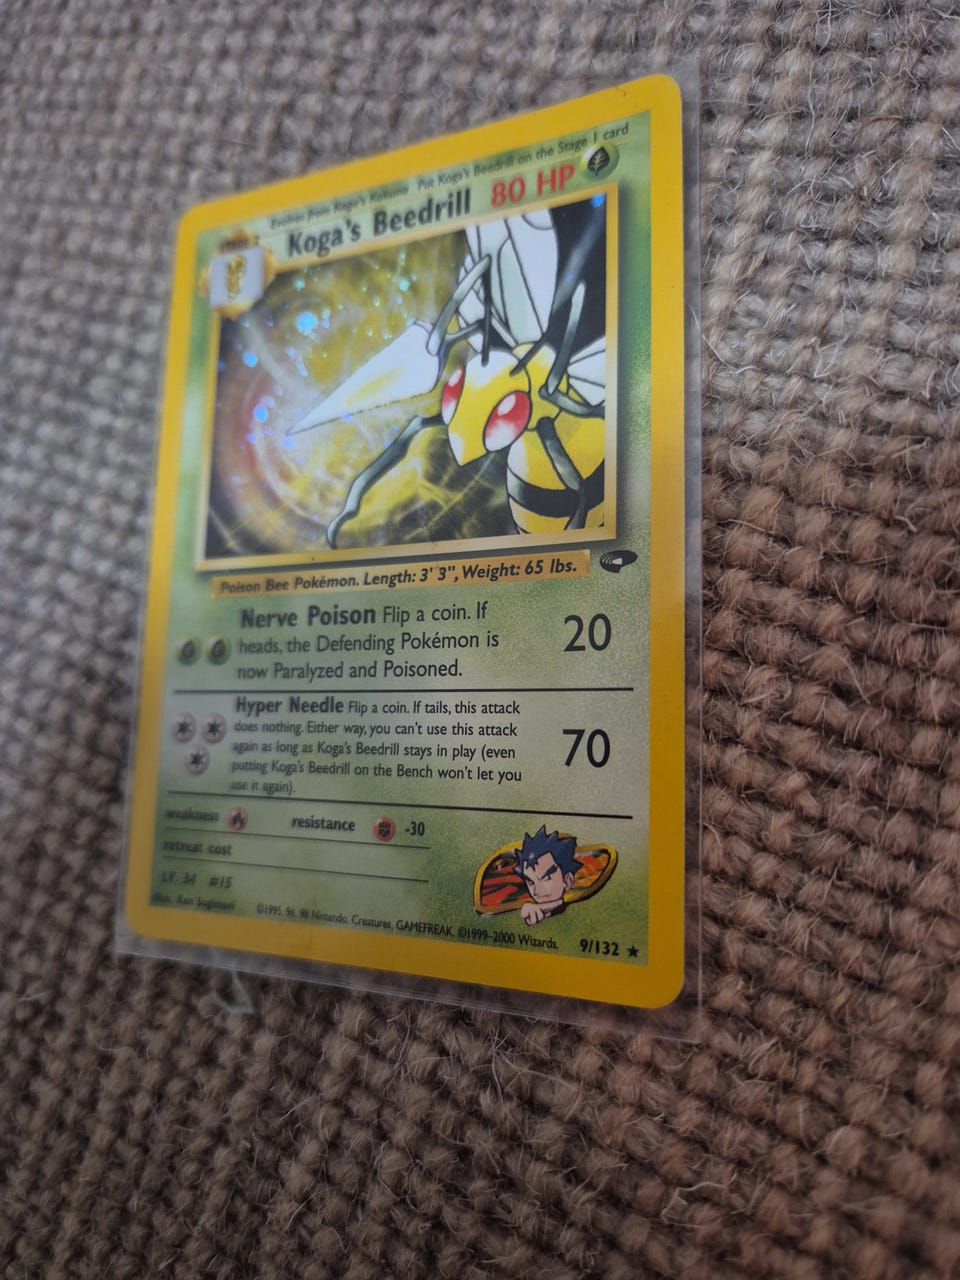 Evolves from Koga's Kakuna Put Koga's Beedrill on the Stage 1 card
Koga's Beedrill 80 HP
Poison Bee Pokémon. Length: 3' 3", Weight: 65 lbs.
Nerve Poison Flip a coin. If
heads, the Defending Pokémon is
now Paralyzed and Poisoned.
20
Hyper Needle Flip a coin. If tails, this attack
does nothing. Either way, you can't use this attack
again as long as Koga's Beedrill stays in play (even
putting Koga's Beedrill on the Bench won't let you
use it again).
70
weakness
resistance -30
retreat cost
LV. 34 #15
Illus. Ken Sugimori
©1995, 96, 98 Nintendo, Creatures, GAMEFREAK. ©1999-2000 Wizards.
9/132 ★